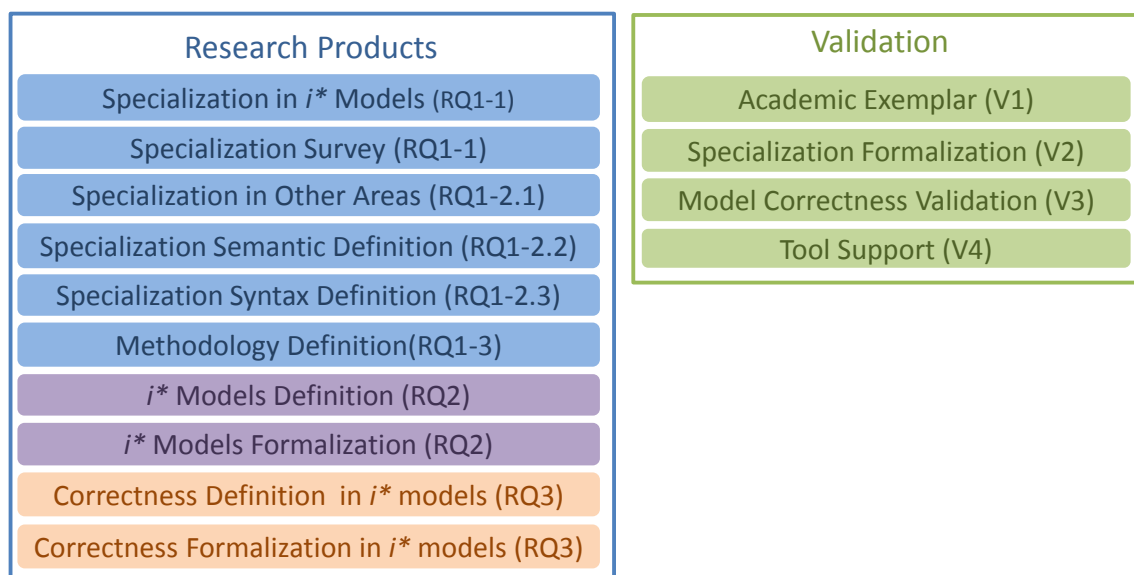 Research Products
Specialization in i* Models (RQ1-1)
Specialization Survey (RQ1-1)
Specialization in Other Areas (RQ1-2.1)
Specialization Semantic Definition (RQ1-2.2)
Specialization Syntax Definition (RQ1-2.3)
Methodology Definition(RQ1-3)
i* Models Definition (RQ2)
i* Models Formalization (RQ2)
Correctness Definition  in i* models (RQ3)
Correctness Formalization in i* models (RQ3)
Validation
Academic Exemplar (V1)
Specialization Formalization (V2)
Model Correctness Validation (V3)
Tool Support (V4)